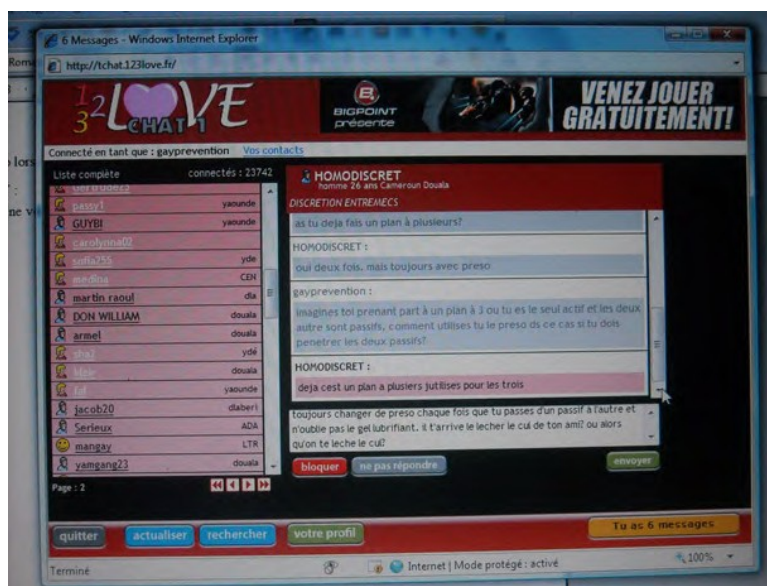 6 Messages - Windows Internet Explorer
http://tchat.123love.fr/
123 LOVE
CHAT 1
BIGPOINT
présente
VENEZ JOUER
GRATUITEMENT!
Connecté en tant que : gayprevention Vos contacts
Liste complète connectés : 23742
passy1 yaounde
GUYBI yaounde
carolynna02
sofia255 yde
medina CEN
martin raoul dla
DON WILLIAM douala
armel douala
yde
douala
yaounde
jacob20 dlaberi
Serieux ADA
mangay LTR
yamgang23 douala
Page : 2
HOMODISCRET
homme 26 ans Cameroun Douala
DISCRETION ENTREMECS
as tu deja fais un plan à plusieurs?
HOMODISCRET :
oui deux fois. mais toujours avec preso
gayprevention :
imagines toi prenant part à un plan à 3 ou tu es le seul actif et les deux
autre sont passifs, comment utilises tu le preso ds ce cas si tu dois
penetrer les deux passifs?
HOMODISCRET :
deja cest un plan a plusiers jutilises pour les trois
toujours changer de preso chaque fois que tu passes d'un passif à l'autre et
n'oublie pas le gel lubrifiant. il t'arrive le lecher le cul de ton ami? ou alors
qu'on te leche le cul?
bloquer ne pas répondre envoyer
quitter actualiser rechercher votre profil Tu as 6 messages
Terminé Internet | Mode protégé : activé 100%